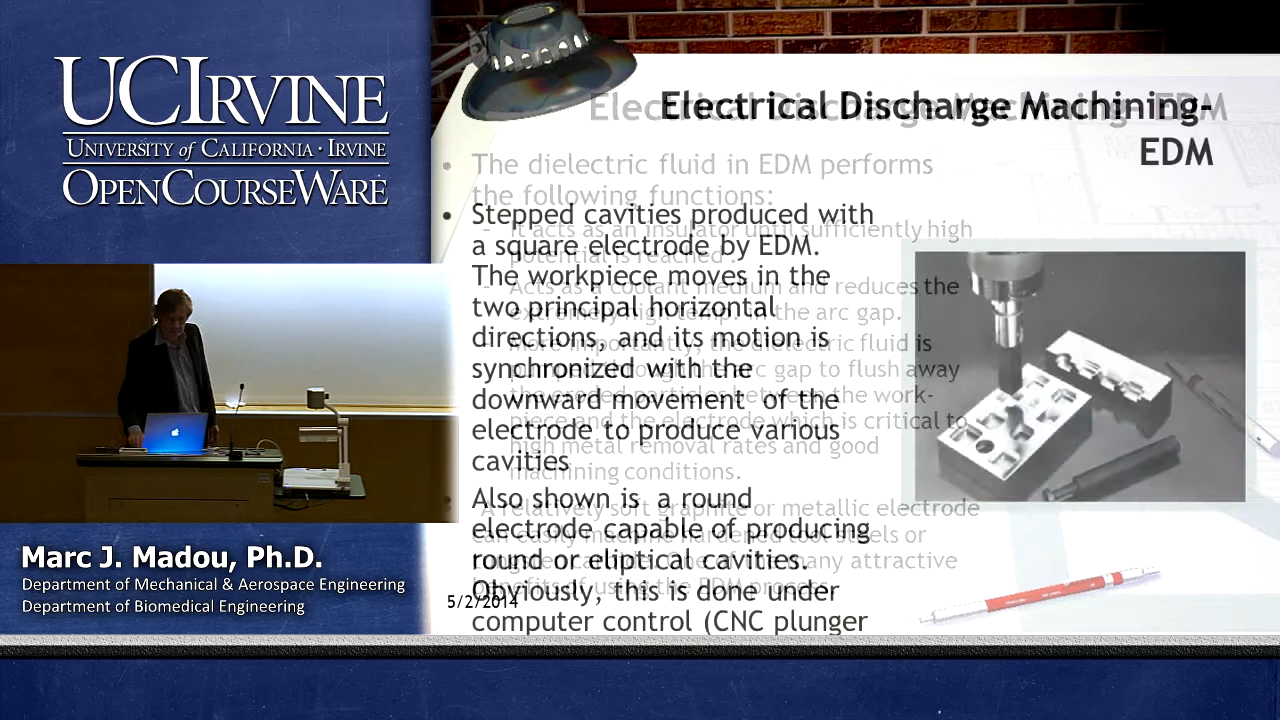 UCIRVINE
UNIVERSITY of CALIFORNIA · IRVINE
OPENCOURSEWARE
Marc J. Madou, Ph.D.
Department of Mechanical & Aerospace Engineering
Department of Biomedical Engineering
Electrical Discharge Machining-
EDM
• Stepped cavities produced with
a square electrode by EDM.
The workpiece moves in the
two principal horizontal
directions, and its motion is
synchronized with the
downward movement of the
electrode to produce various
cavities
Also shown is a round
electrode capable of producing
round or eliptical cavities.
Obviously, this is done under
computer control (CNC plunger
5/2/2014
Electrical Discharge Machining- EDM
• The dielectric fluid in EDM performs
the following functions:
– It acts as an insulator until sufficiently high
potential is reached .
– Acts as a coolant medium and reduces the
extremely high temp. in the arc gap.
– More importantly, the dielectric fluid is
pumped through the arc gap to flush away
the eroded particles between the work-
piece and the electrode which is critical to
high metal removal rates and good
machining conditions.
A relatively soft graphite or metallic electrode
can easily machine hardened tool steels or
many attractive
benefits of using the EDM process